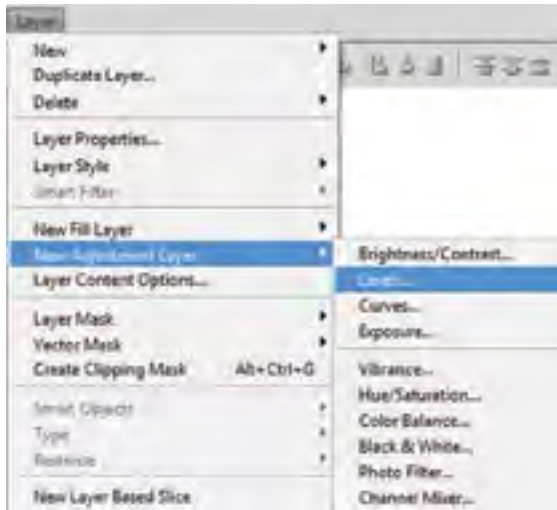 Layer
New
Duplicate Layer...
Delete
Layer Properties...
Layer Style
Smart Filter
New Fill Layer
New Adjustment Layer
Layer Content Options...
Layer Mask
Vector Mask
Create Clipping Mask Alt+Ctrl+G
Smart Objects
Type
Rasterize
New Layer Based Slice
Brightness/Contrast...
Levels...
Curves...
Exposure...
Vibrance...
Hue/Saturation...
Color Balance...
Black & White...
Photo Filter...
Channel Mixer...